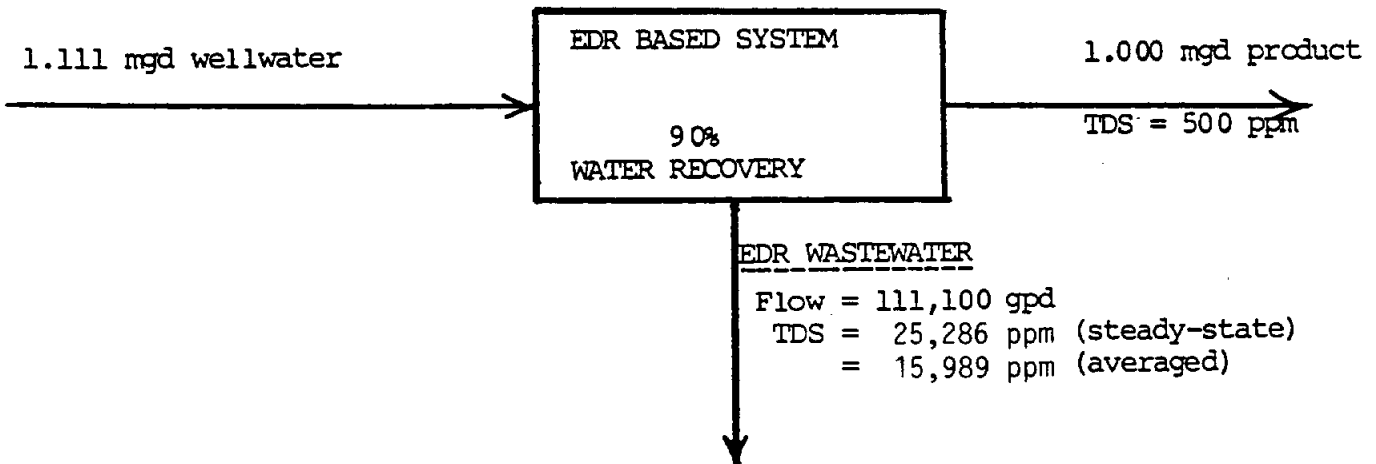 1.111 mgd wellwater
EDR BASED SYSTEM
90%
WATER RECOVERY
1.000 mgd product
TDS = 500 ppm
EDR WASTEWATER
Flow = 111,100 gpd
TDS = 25,286 ppm (steady-state)
= 15,989 ppm (averaged)